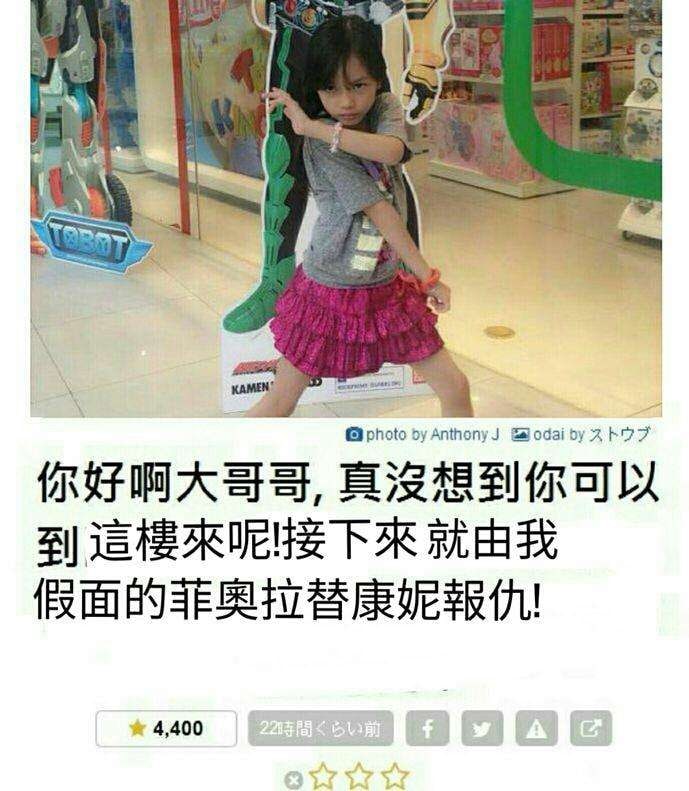 TOBOT
KAMEN
photo by Anthony J odai by ストウブ
你好啊大哥哥, 真沒想到你可以
到這樓來呢!接下來 就由我
假面的菲奧拉替康妮報仇!
4,400
22時間くらい前